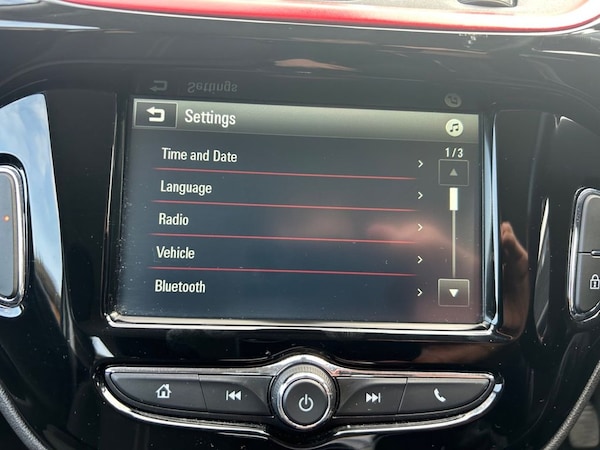 Settings
1/3
Time and Date
Language
Radio
Vehicle
Bluetooth